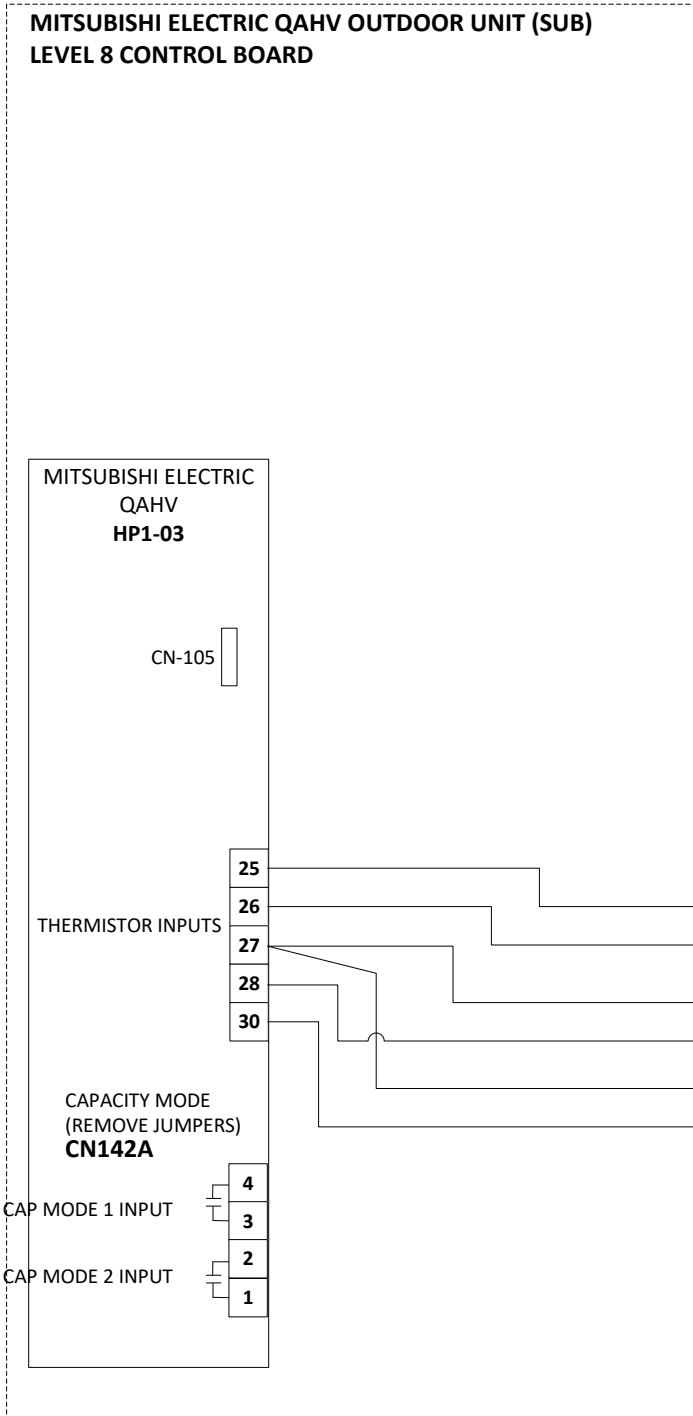 MITSUBISHI ELECTRIC QAHV OUTDOOR UNIT (SUB)
LEVEL 8 CONTROL BOARD
MITSUBISHI ELECTRIC
QAHV
HP1-03
CN-105
25
26
THERMISTOR INPUTS
27
28
30
CAPACITY MODE
(REMOVE JUMPERS)
CN142A
4
CAP MODE 1 INPUT
3
2
CAP MODE 2 INPUT
1